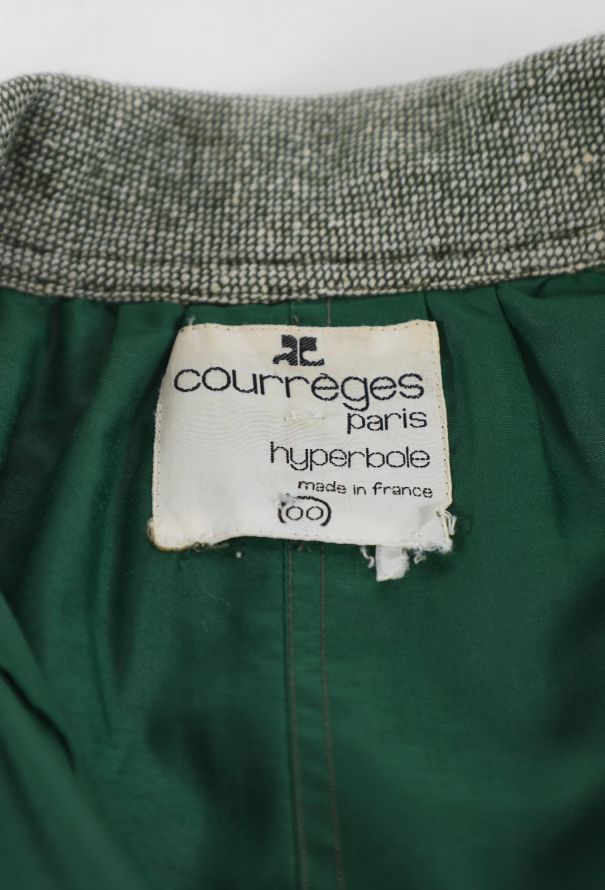 courrèges
paris
hyperbole
made in france
00